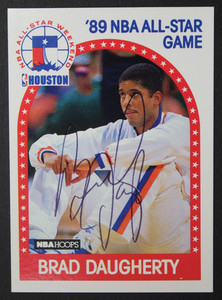 '89 NBA ALL-STAR
GAME
NBA ALL-STAR WEEKEND
HOUSTON
NBA HOOPS
BRAD DAUGHERTY